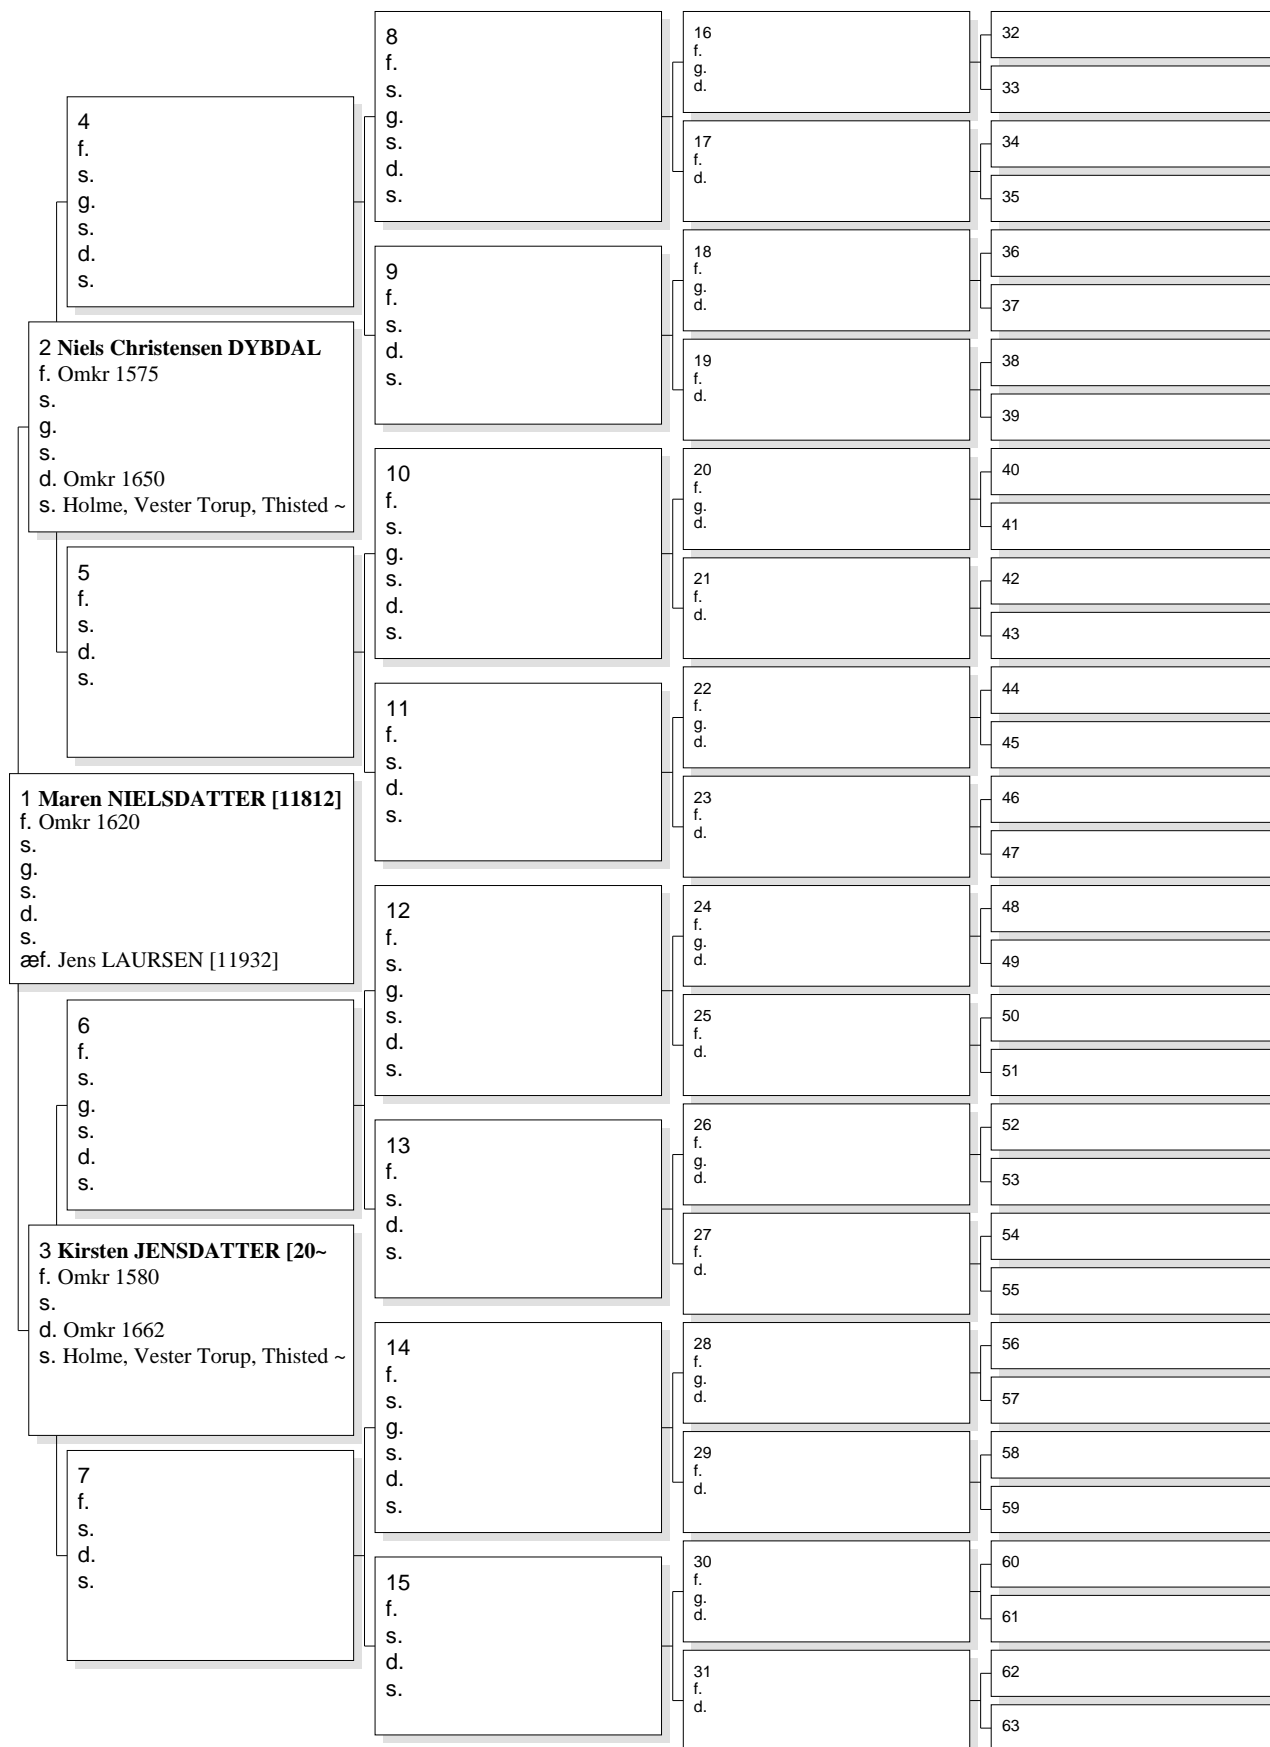 4
f.
s.
g.
s.
d.
s.
2 Niels Christensen DYBDAL
f. Omkr 1575
s.
g.
s.
d. Omkr 1650
s. Holme, Vester Torup, Thisted ~
5
f.
s.
d.
s.
1 Maren NIELSDATTER [11812]
f. Omkr 1620
s.
g.
s.
d.
s.
æf. Jens LAURSEN [11932]
6
f.
s.
g.
s.
d.
s.
3 Kirsten JENSDATTER [20~
f. Omkr 1580
s.
d. Omkr 1662
s. Holme, Vester Torup, Thisted ~
7
f.
s.
d.
s.
8
f.
s.
g.
s.
d.
s.
9
f.
s.
d.
s.
10
f.
s.
g.
s.
d.
s.
11
f.
s.
d.
s.
12
f.
s.
g.
s.
d.
s.
13
f.
s.
d.
s.
14
f.
s.
g.
s.
d.
s.
15
f.
s.
d.
s.
16
f.
g.
d.
17
f.
d.
18
f.
g.
d.
19
f.
d.
20
f.
g.
d.
21
f.
d.
22
f.
g.
d.
23
f.
d.
24
f.
g.
d.
25
f.
d.
26
f.
g.
d.
27
f.
d.
28
f.
g.
d.
29
f.
d.
30
f.
g.
d.
31
f.
d.
32
33
34
35
36
37
38
39
40
41
42
43
44
45
46
47
48
49
50
51
52
53
54
55
56
57
58
59
60
61
62
63